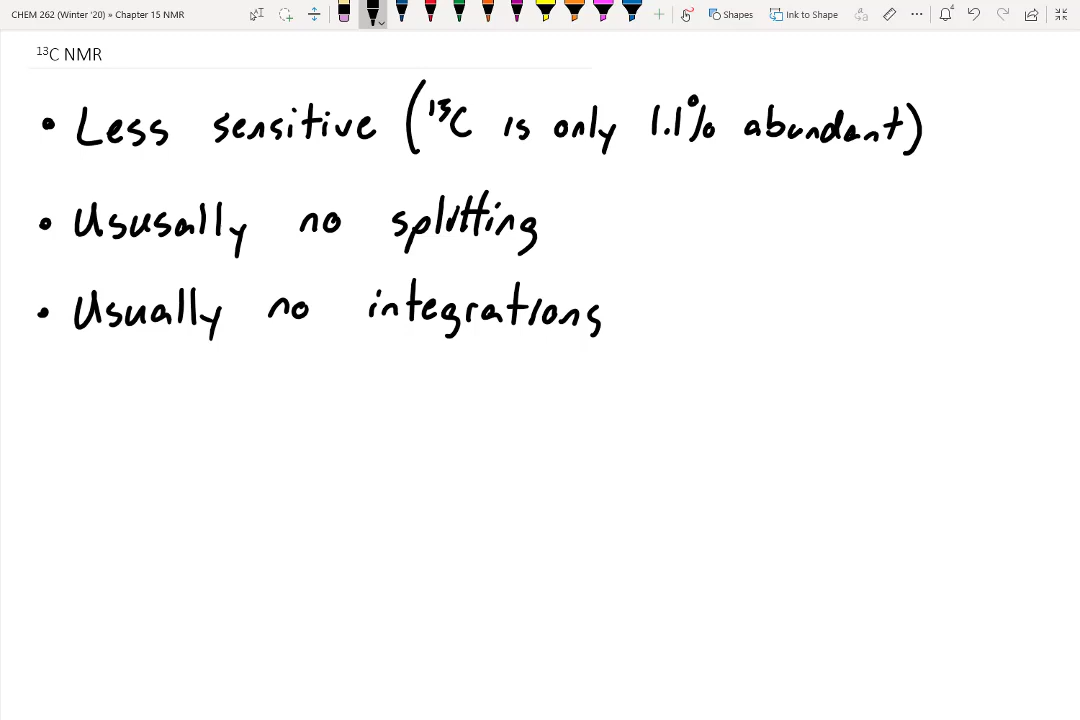 CHEM 262 (Winter '20) » Chapter 15 NMR
Shapes
Ink to Shape
¹³C NMR
• Less sensitive (¹³C is only 1.1% abundant)
• Ususally no splitting
• Usually no integrations